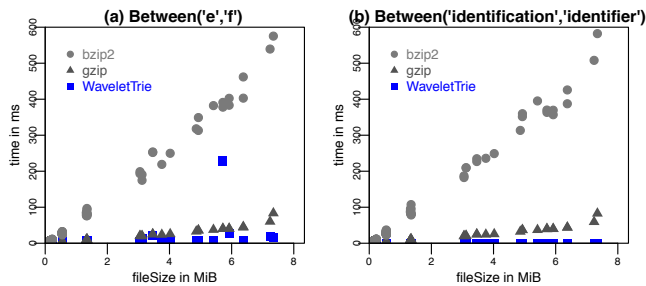 (a) Between('e','f')
600
500
400
300
200
100
0
time in ms
bzip2
gzip
WaveletTrie
0 2 4 6 8
fileSize in MiB
(b) Between('identification','identifier')
600
500
400
300
200
100
0
time in ms
bzip2
gzip
WaveletTrie
0 2 4 6 8
fileSize in MiB